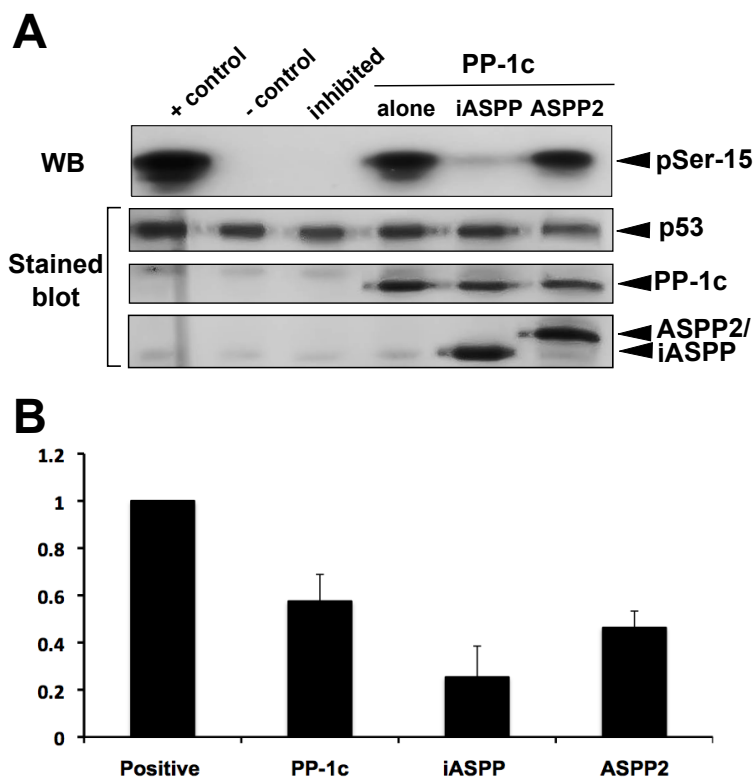 A
+ control
- control
inhibited
PP-1c
alone iASPP ASPP2
WB
pSer-15
p53
Stained
blot
PP-1c
ASPP2/
iASPP
B
1.2
1
0.8
0.6
0.4
0.2
0
Positive PP-1c iASPP ASPP2